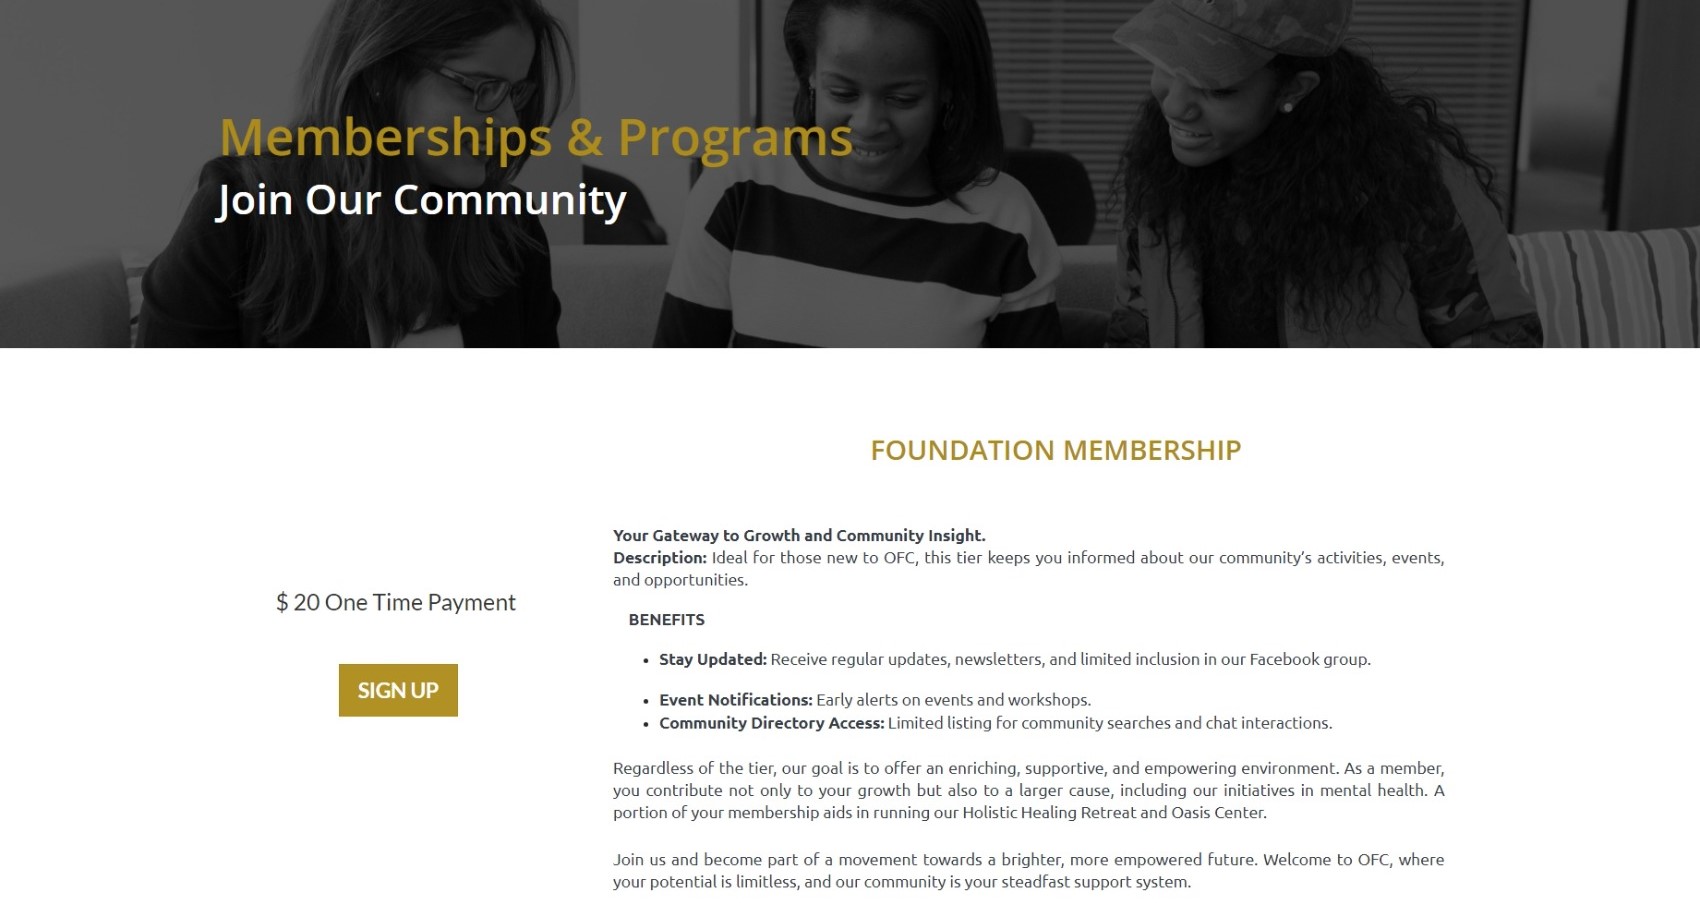 Memberships & Programs
Join Our Community
FOUNDATION MEMBERSHIP
$ 20 One Time Payment
SIGN UP
Your Gateway to Growth and Community Insight.
Description: Ideal for those new to OFC, this tier keeps you informed about our community’s activities, events,
and opportunities.
BENEFITS
• Stay Updated: Receive regular updates, newsletters, and limited inclusion in our Facebook group.
• Event Notifications: Early alerts on events and workshops.
• Community Directory Access: Limited listing for community searches and chat interactions.
Regardless of the tier, our goal is to offer an enriching, supportive, and empowering environment. As a member,
you contribute not only to your growth but also to a larger cause, including our initiatives in mental health. A
portion of your membership aids in running our Holistic Healing Retreat and Oasis Center.
Join us and become part of a movement towards a brighter, more empowered future. Welcome to OFC, where
your potential is limitless, and our community is your steadfast support system.